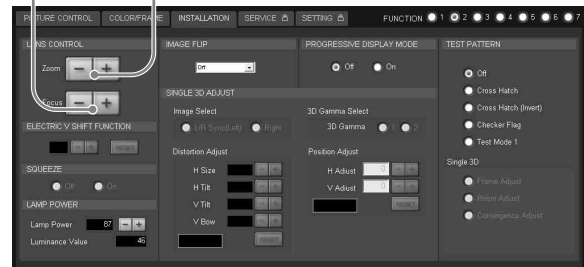 PICTURE CONTROL COLOR/FRAME INSTALLATION SERVICE SETTING FUNCTION 1 2 3 4 5 6 7
LENS CONTROL
Zoom - +
Focus - +
ELECTRIC V SHIFT FUNCTION
- + RESET
SQUEEZE
Off On
LAMP POWER
Lamp Power 87 - +
Luminance Value 46
IMAGE FLIP
Off
PROGRESSIVE DISPLAY MODE
Off On
SINGLE 3D ADJUST
Image Select
L/R Sync(Left) Right
3D Gamma Select
3D Gamma 1 2
Distortion Adjust
H Size - +
H Tilt - +
V Tilt - +
V Bow - +
RESET
Position Adjust
H Adjust 0 - +
V Adjust 0 - +
RESET
TEST PATTERN
Off
Cross Hatch
Cross Hatch (Invert)
Checker Flag
Test Mode 1
Single 3D
Frame Adjust
Prism Adjust
Convergence Adjust